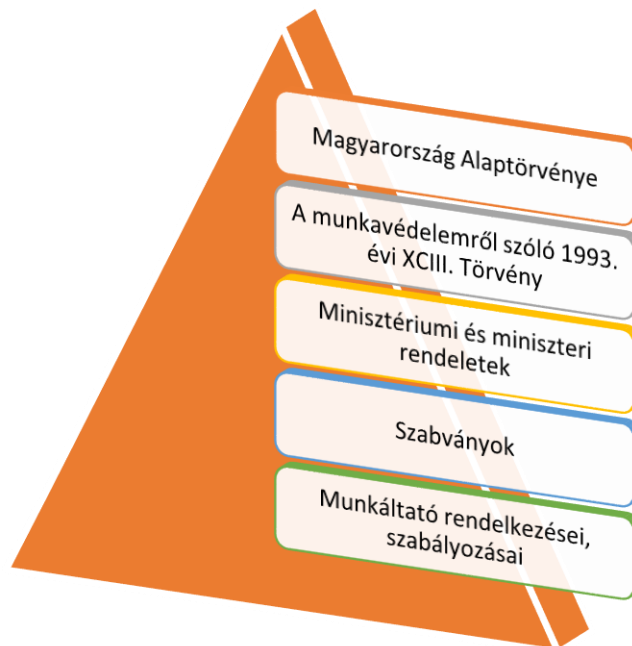 Magyarország Alaptörvénye
A munkavédelemről szóló 1993.
évi XCIII. Törvény
Minisztériumi és miniszteri
rendeletek
Szabványok
Munkáltató rendelkezései,
szabályozásai